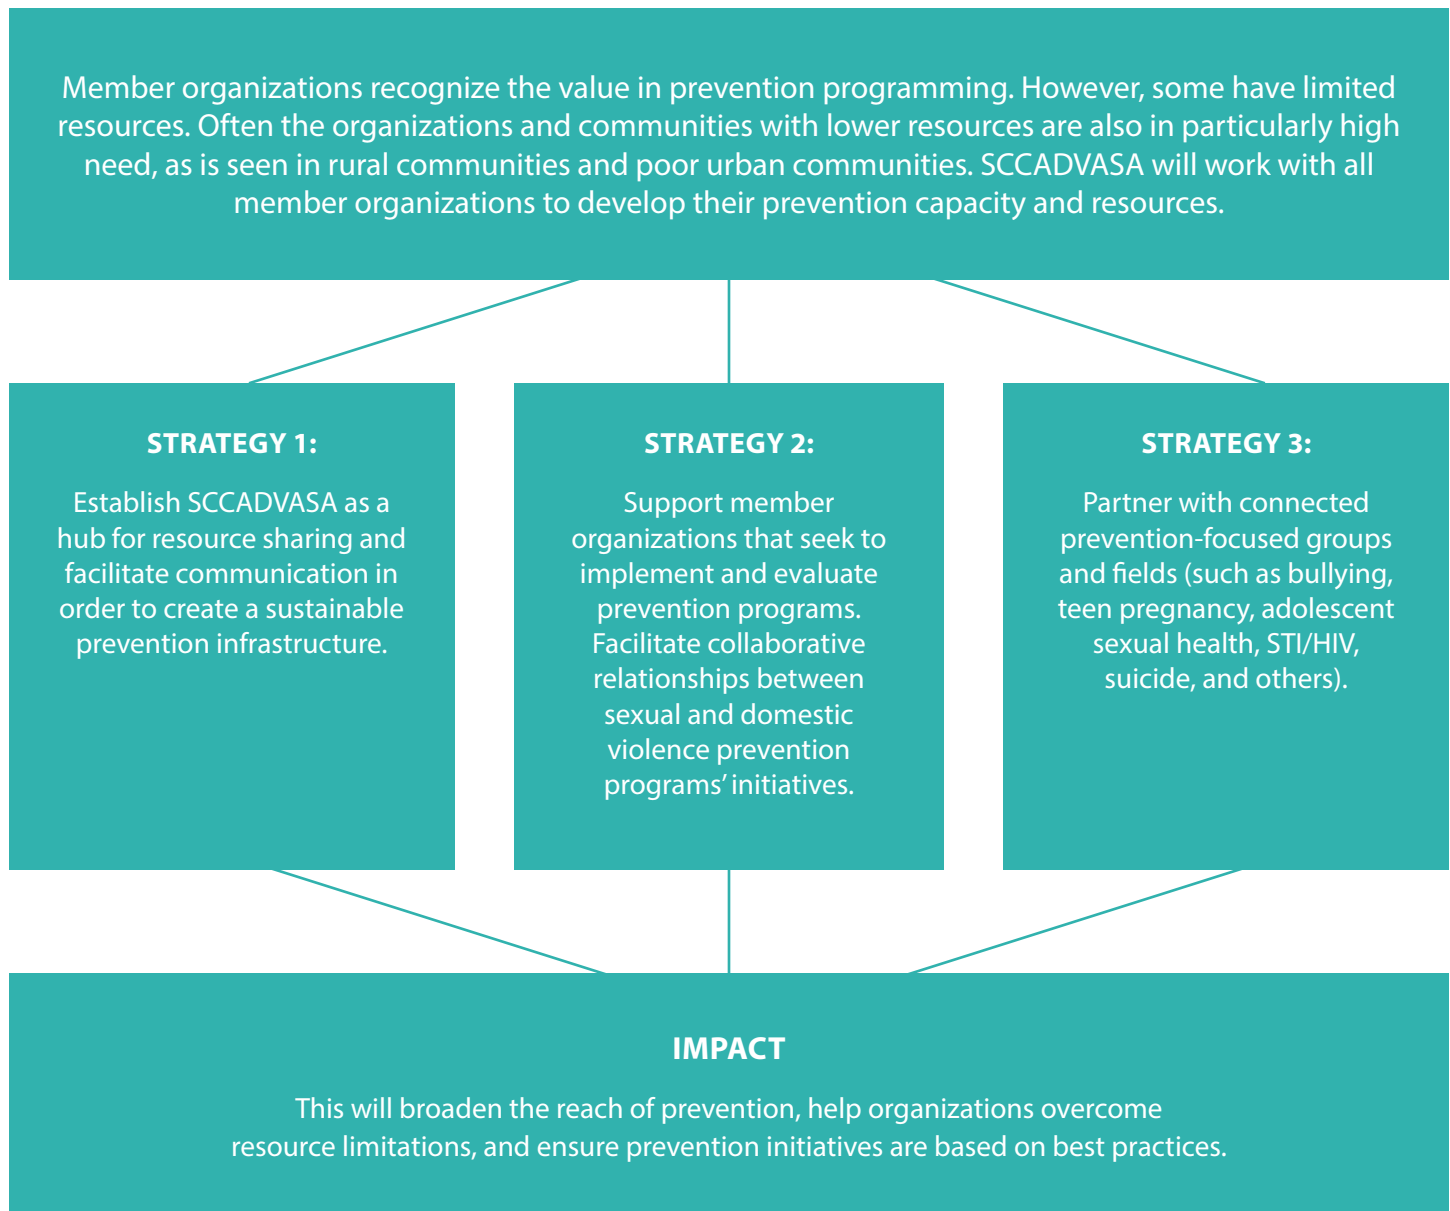 Member organizations recognize the value in prevention programming. However, some have limited
resources. Often the organizations and communities with lower resources are also in particularly high
need, as is seen in rural communities and poor urban communities. SCCADVASA will work with all
member organizations to develop their prevention capacity and resources.
STRATEGY 1:
Establish SCCADVASA as a
hub for resource sharing and
facilitate communication in
order to create a sustainable
prevention infrastructure.
STRATEGY 2:
Support member
organizations that seek to
implement and evaluate
prevention programs.
Facilitate collaborative
relationships between
sexual and domestic
violence prevention
programs’ initiatives.
STRATEGY 3:
Partner with connected
prevention-focused groups
and fields (such as bullying,
teen pregnancy, adolescent
sexual health, STI/HIV,
suicide, and others).
IMPACT
This will broaden the reach of prevention, help organizations overcome
resource limitations, and ensure prevention initiatives are based on best practices.